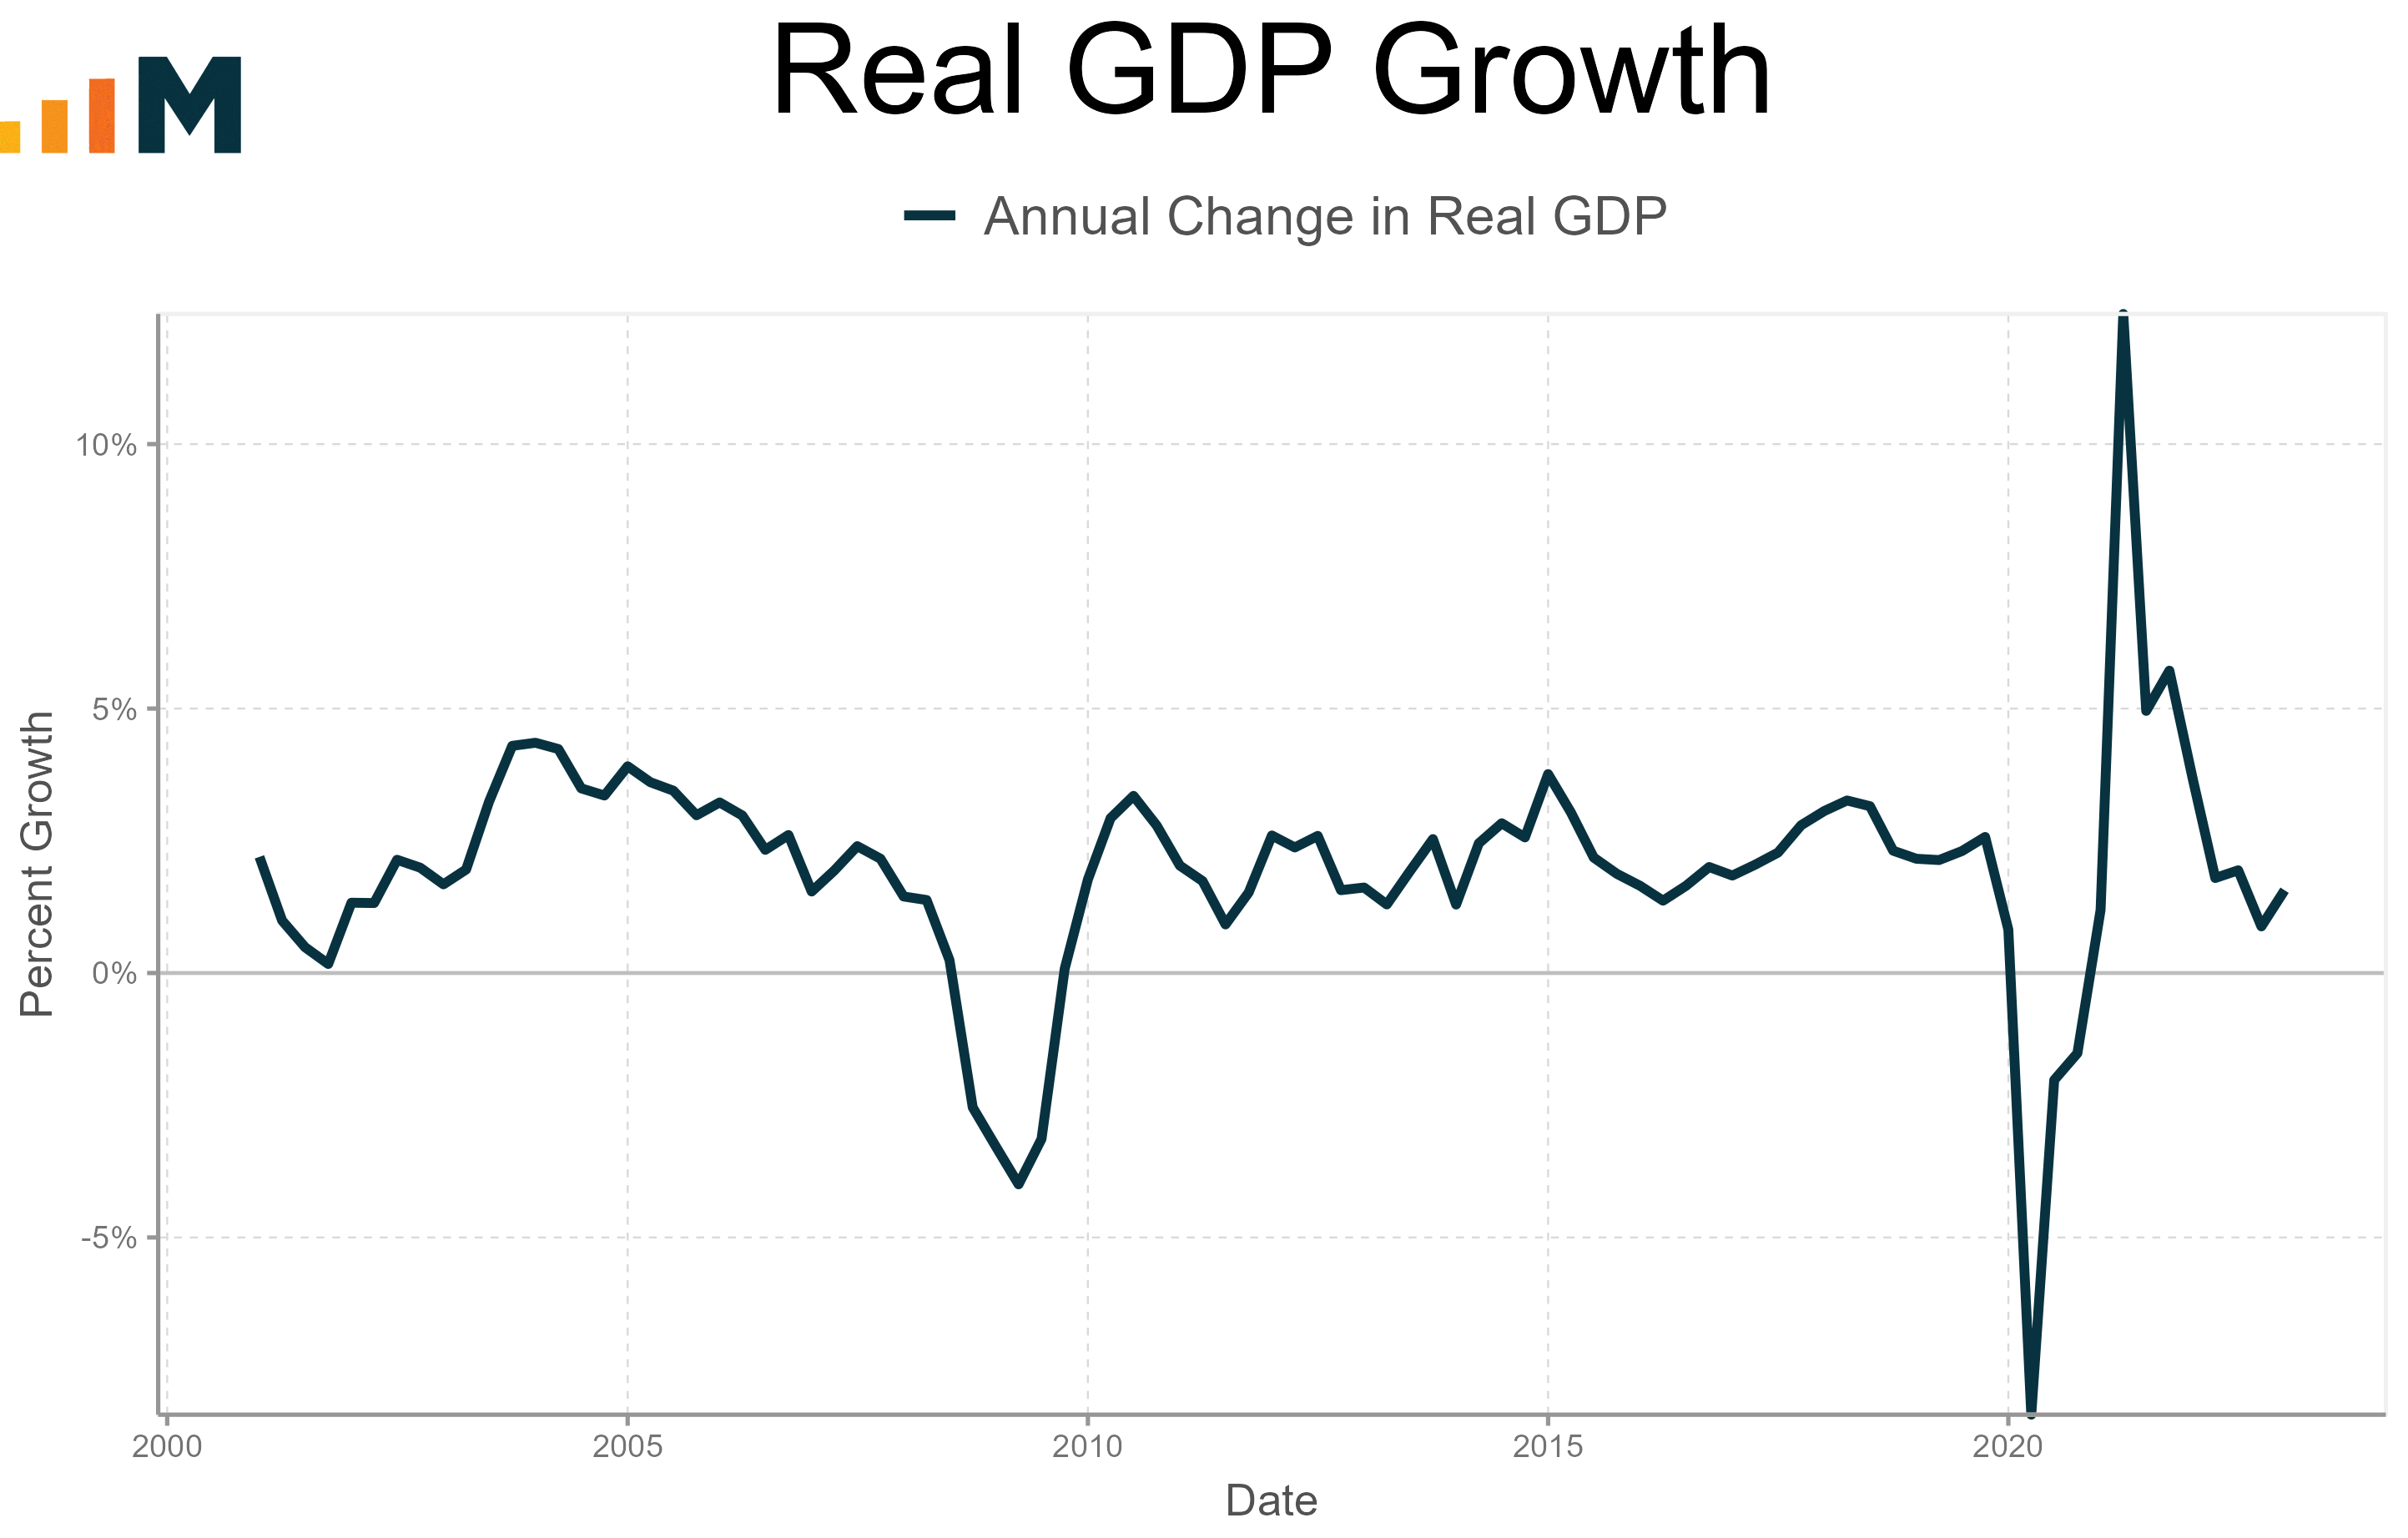 Real GDP Growth
M
Annual Change in Real GDP
Percent Growth
10%
5%
0%
-5%
2000 2005 2010 2015 2020
Date